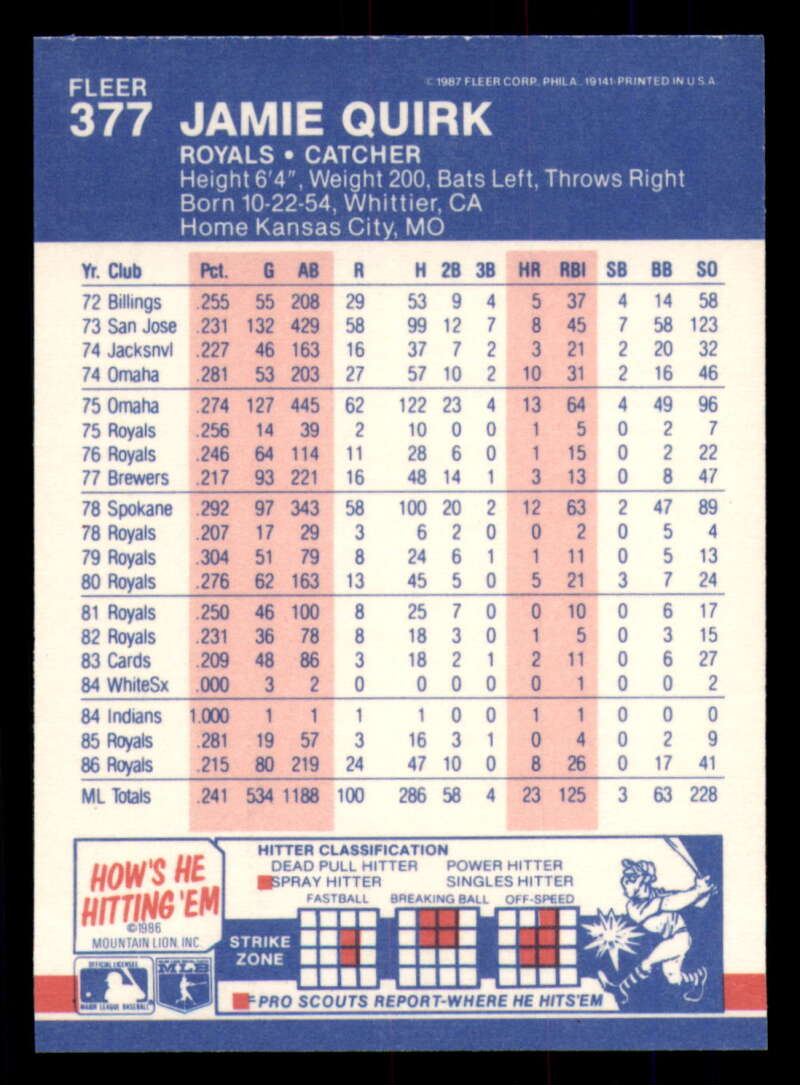 FLEER
© 1987 FLEER CORP. PHILA. 19141-PRINTED IN U.S.A.
377 JAMIE QUIRK
ROYALS • CATCHER
Height 6'4", Weight 200, Bats Left, Throws Right
Born 10-22-54, Whittier, CA
Home Kansas City, MO
Yr. Club Pct. G AB R H 2B 3B HR RBI SB BB SO
72 Billings .255 55 208 29 53 9 4 5 37 4 14 58
73 San Jose .231 132 429 58 99 12 7 8 45 7 58 123
74 Jacksnvl .227 46 163 16 37 7 2 3 21 2 20 32
74 Omaha .281 53 203 27 57 10 2 10 31 2 16 46
75 Omaha .274 127 445 62 122 23 4 13 64 4 49 96
75 Royals .256 14 39 2 10 0 0 1 5 0 2 7
76 Royals .246 64 114 11 28 6 0 1 15 0 2 22
77 Brewers .217 93 221 16 48 14 1 3 13 0 8 47
78 Spokane .292 97 343 58 100 20 2 12 63 2 47 89
78 Royals .207 17 29 3 6 2 0 0 2 0 5 4
79 Royals .304 51 79 8 24 6 1 1 11 0 5 13
80 Royals .276 62 163 13 45 5 0 5 21 3 7 24
81 Royals .250 46 100 8 25 7 0 0 10 0 6 17
82 Royals .231 36 78 8 18 3 0 1 5 0 3 15
83 Cards .209 48 86 3 18 2 1 2 11 0 6 27
84 WhiteSx .000 3 2 0 0 0 0 0 1 0 0 2
84 Indians 1.000 1 1 1 1 0 0 1 1 0 0 0
85 Royals .281 19 57 3 16 3 1 0 4 0 2 9
86 Royals .215 80 219 24 47 10 0 8 26 0 17 41
ML Totals .241 534 1188 100 286 58 4 23 125 3 63 228
HOW'S HE
HITTING 'EM
©1986
MOUNTAIN LION, INC.
HITTER CLASSIFICATION
DEAD PULL HITTER POWER HITTER
SPRAY HITTER SINGLES HITTER
FASTBALL BREAKING BALL OFF-SPEED
STRIKE
ZONE
=PRO SCOUTS REPORT-WHERE HE HITS'EM
OFFICIAL LICENSEE
MAJOR LEAGUE BASEBALL
MLB